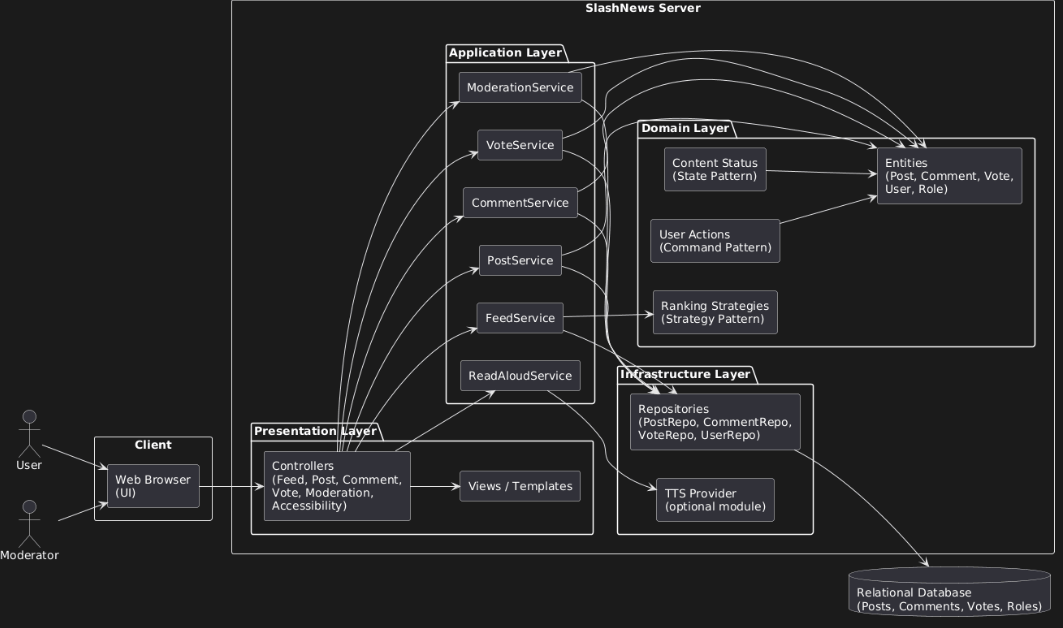 SlashNews Server
Application Layer
ModerationService
VoteService
CommentService
PostService
FeedService
ReadAloudService
Domain Layer
Content Status
(State Pattern)
User Actions
(Command Pattern)
Ranking Strategies
(Strategy Pattern)
Entities
(Post, Comment, Vote,
User, Role)
Infrastructure Layer
Repositories
(PostRepo, CommentRepo,
VoteRepo, UserRepo)
TTS Provider
(optional module)
Presentation Layer
Controllers
(Feed, Post, Comment,
Vote, Moderation,
Accessibility)
Views / Templates
Client
Web Browser
(UI)
User
Moderator
Relational Database
(Posts, Comments, Votes, Roles)